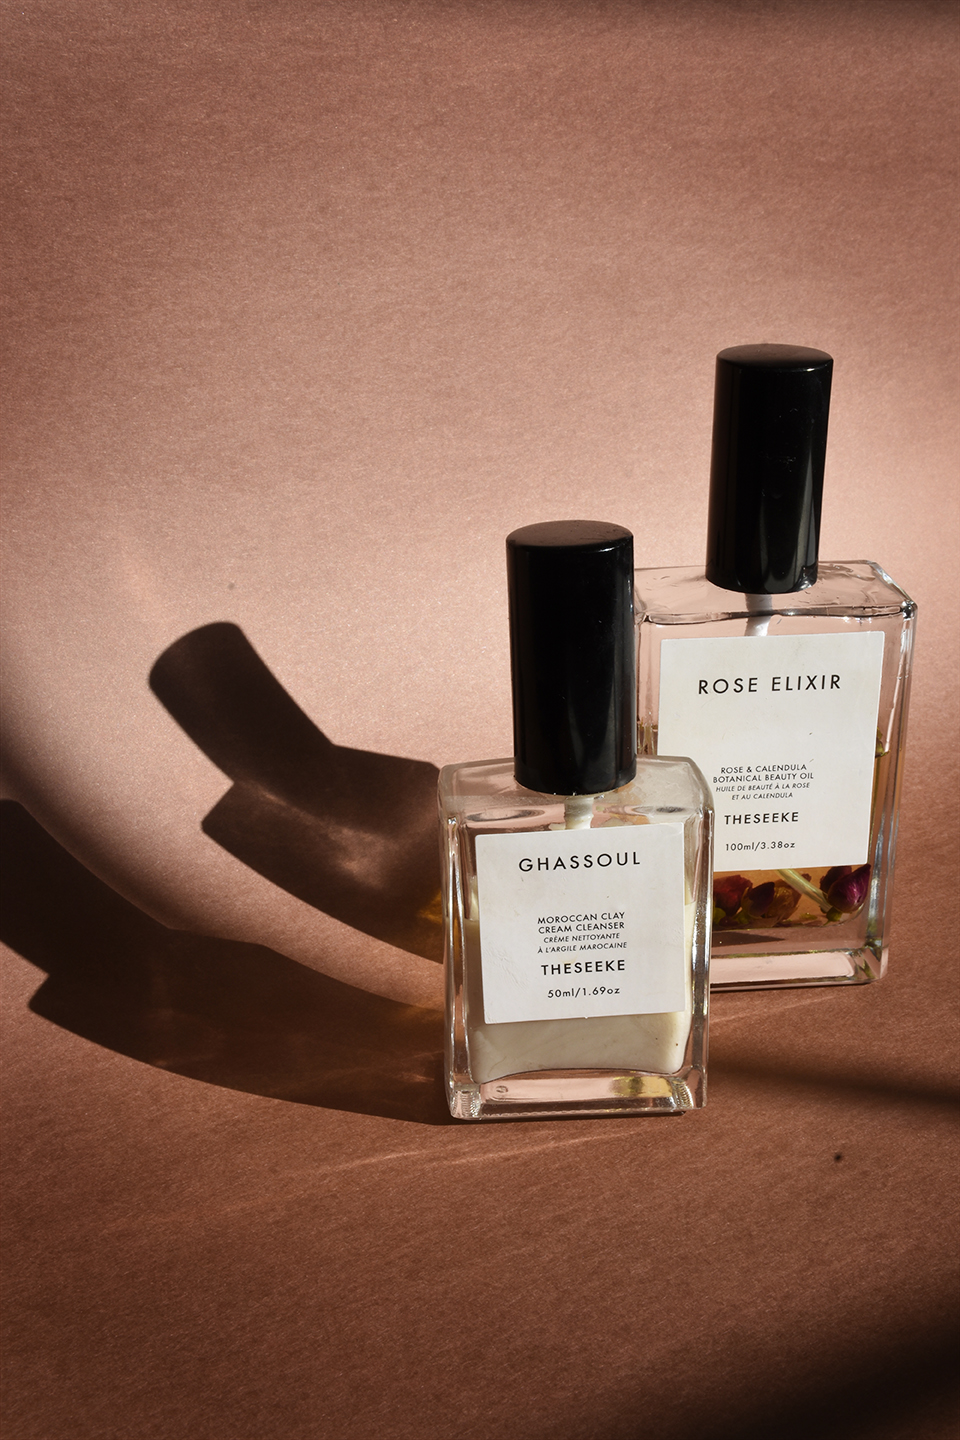 ROSE ELIXIR
ROSE & CALENDULA
BOTANICAL BEAUTY OIL
HUILE DE BEAUTÉ À LA ROSE
ET AU CALENDULA
THESEEKE
100ml/3.38oz
GHASSOUL
MOROCCAN CLAY
CREAM CLEANSER
CRÈME NETTOYANTE
À L'ARGILE MAROCAINE
THESEEKE
50ml/1.69oz